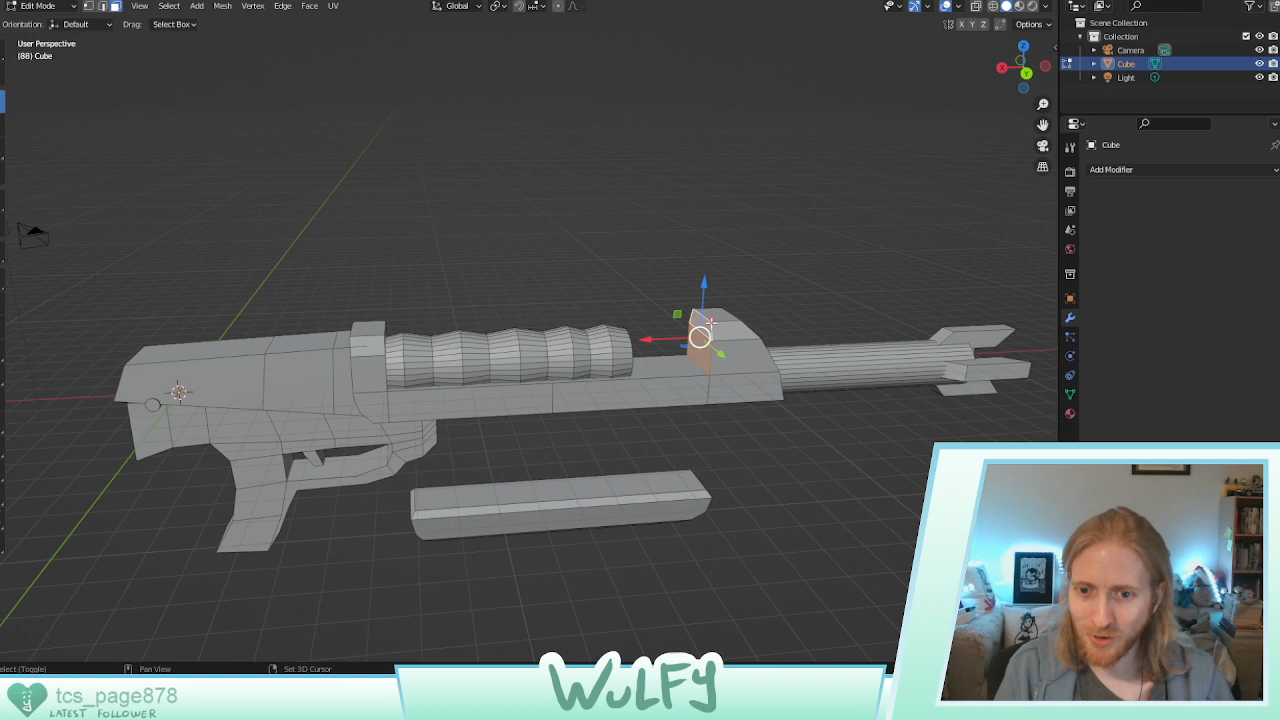 Edit Mode
View Select Add Mesh Vertex Edge Face UV
Global
Orientation: Default Drag: Select Box
X Y Z Options
User Perspective
(88) Cube
Z
X
Y
Scene Collection
Collection
Camera
Cube
Light
Cube
Add Modifier
elect (Toggle) Pan View Set 3D Cursor
tcs_page878
LATEST FOLLOWER
WULFY